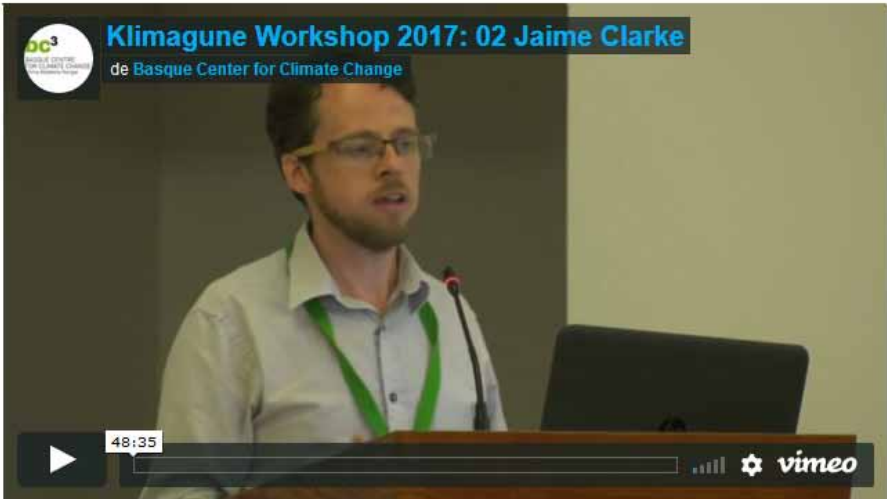 Klimagune Workshop 2017: 02 Jaime Clarke
de Basque Center for Climate Change
bc³
BASQUE CENTRE
FOR CLIMATE CHANGE
48:35
vimeo